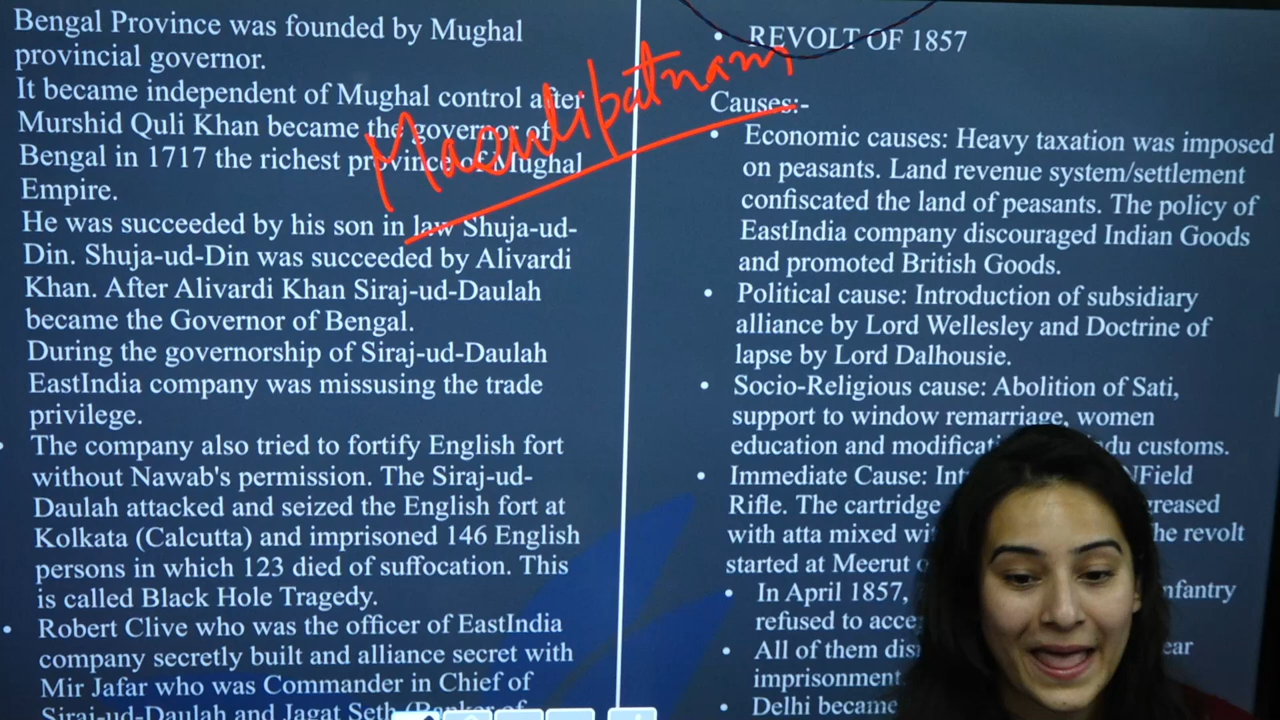 Bengal Province was founded by Mughal
provincial governor.
It became independent of Mughal control after
Murshid Quli Khan became the governor of
Bengal in 1717 the richest province of Mughal
Empire.
He was succeeded by his son in law Shuja-ud-
Din. Shuja-ud-Din was succeeded by Alivardi
Khan. After Alivardi Khan Siraj-ud-Daulah
became the Governor of Bengal.
During the governorship of Siraj-ud-Daulah
EastIndia company was missusing the trade
privilege.
The company also tried to fortify English fort
without Nawab's permission. The Siraj-ud-
Daulah attacked and seized the English fort at
Kolkata (Calcutta) and imprisoned 146 English
persons in which 123 died of suffocation. This
is called Black Hole Tragedy.
• Robert Clive who was the officer of EastIndia
company secretly built and alliance secret with
Mir Jafar who was Commander in Chief of
Siraj-ud-Daulah and Jagat Seth (Banker of
Masulipatnam
• REVOLT OF 1857
Causes:-
• Economic causes: Heavy taxation was imposed
on peasants. Land revenue system/settlement
confiscated the land of peasants. The policy of
EastIndia company discouraged Indian Goods
and promoted British Goods.
• Political cause: Introduction of subsidiary
alliance by Lord Wellesley and Doctrine of
lapse by Lord Dalhousie.
• Socio-Religious cause: Abolition of Sati,
support to window remarriage, women
education and customs.
• Immediate Cause:
Rifle. The cartridge greased
with atta mixed revolt
started at Meerut
• In April 1857,
refused to
• All of them
imprisonment
• Delhi became